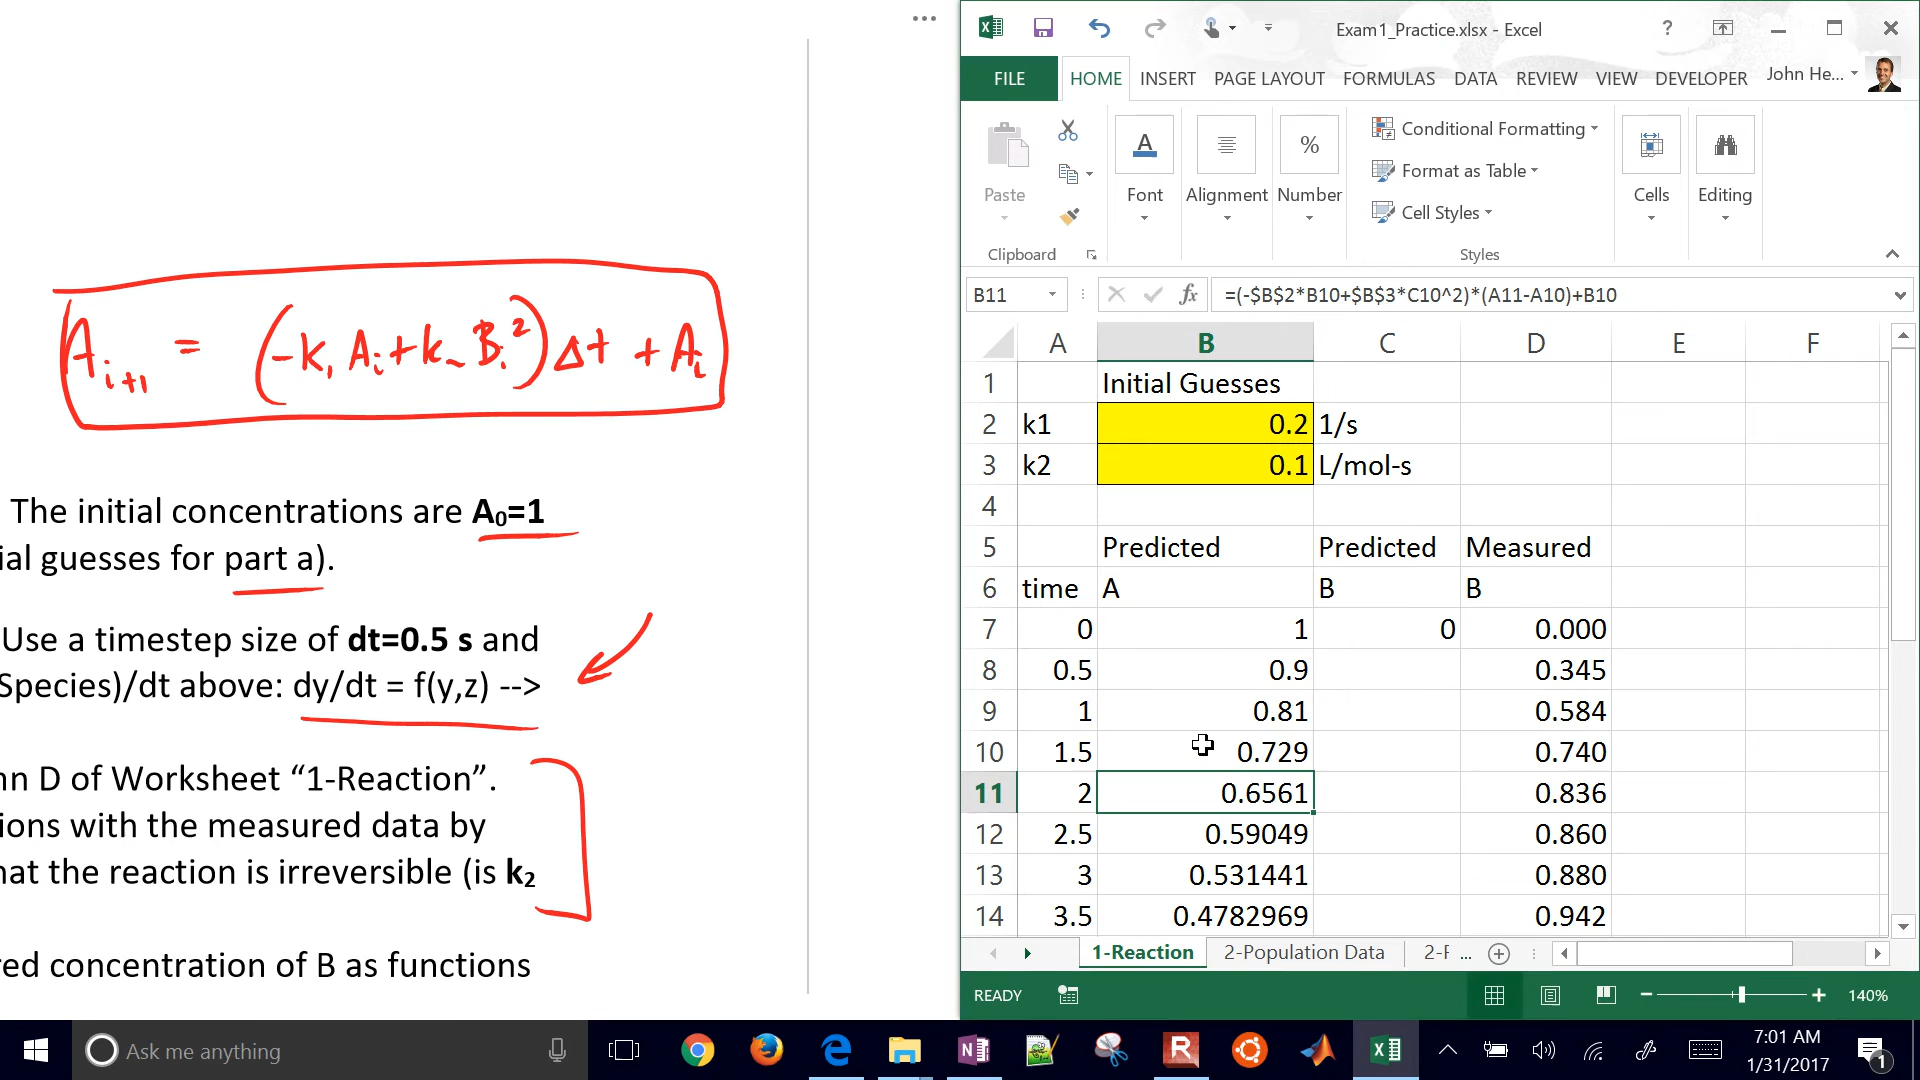 A i+1 = (-k1 Ai + k2 Bi²) Δt + Ai
The initial concentrations are A₀=1
ial guesses for part a).
Use a timestep size of dt=0.5 s and
Species)/dt above: dy/dt = f(y,z) -->
nn D of Worksheet “1-Reaction”.
ions with the measured data by
hat the reaction is irreversible (is k₂
red concentration of B as functions
Exam1_Practice.xlsx - Excel
FILE HOME INSERT PAGE LAYOUT FORMULAS DATA REVIEW VIEW DEVELOPER John He...
Paste
Clipboard
Font
Alignment
Number
Conditional Formatting
Format as Table
Cell Styles
Styles
Cells
Editing
B11 fx =(-$B$2*B10+$B$3*C10^2)*(A11-A10)+B10
A B C D E F
1 Initial Guesses
2 k1 0.2 1/s
3 k2 0.1 L/mol-s
4
5 Predicted Predicted Measured
6 time A B B
7 0 1 0 0.000
8 0.5 0.9 0.345
9 1 0.81 0.584
10 1.5 0.729 0.740
11 2 0.6561 0.836
12 2.5 0.59049 0.860
13 3 0.531441 0.880
14 3.5 0.4782969 0.942
1-Reaction 2-Population Data 2-F ...
READY 140%
Ask me anything
7:01 AM
1/31/2017
1